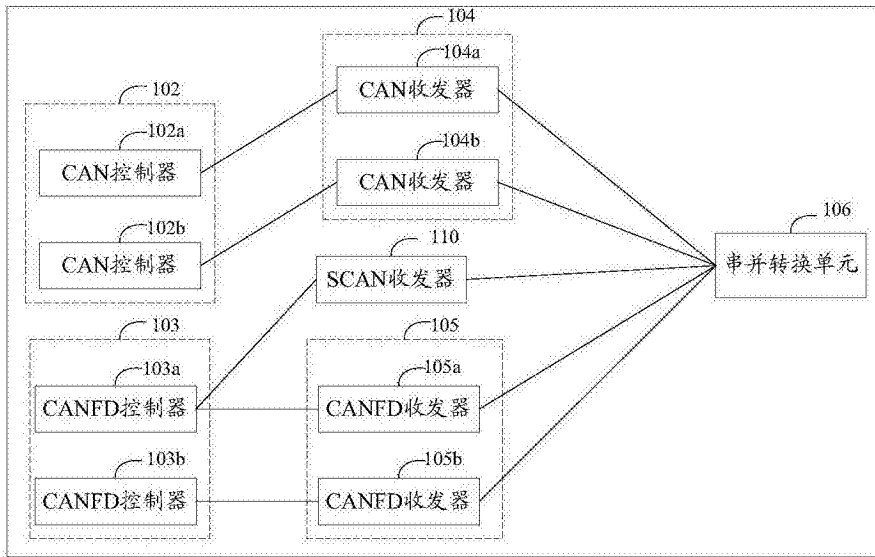 104
104a
CAN收发器
102
102a
CAN控制器
104b
CAN收发器
102b
CAN控制器
110
SCAN收发器
106
串并转换单元
103
103a
CANFD控制器
105
105a
CANFD收发器
103b
CANFD控制器
105b
CANFD收发器